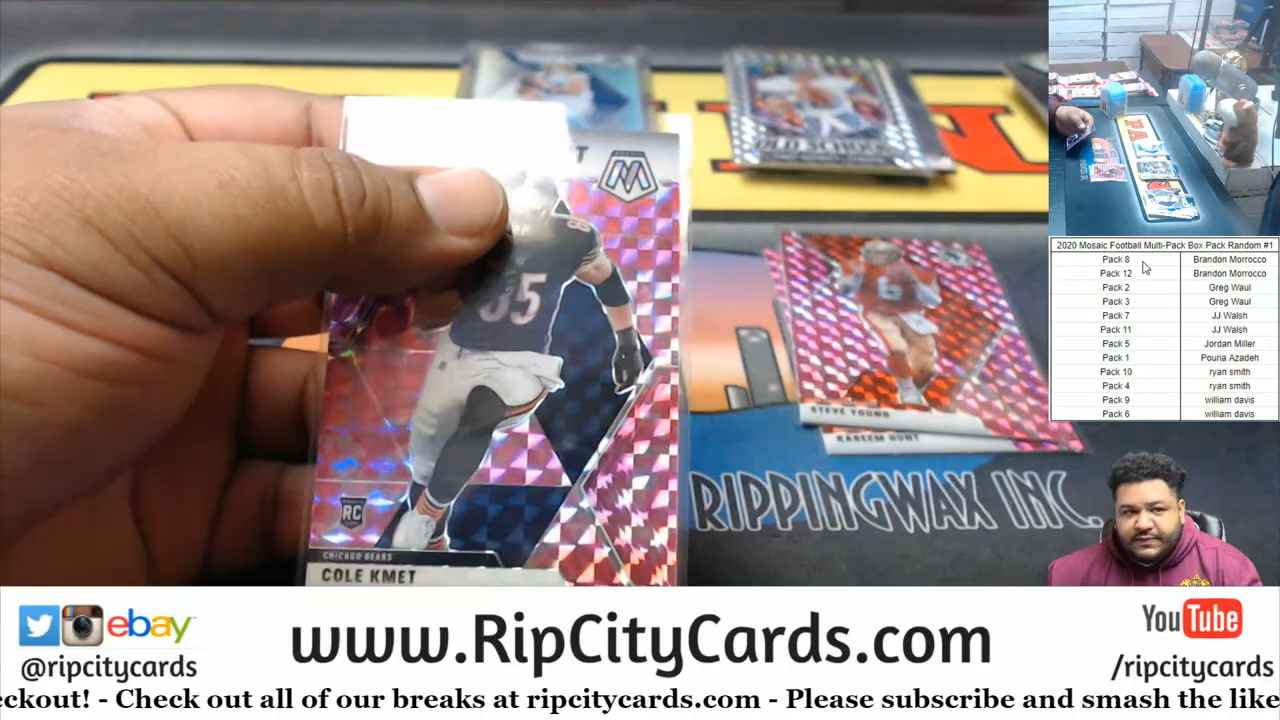 OLD SCHOOL
85
RC
CHICAGO BEARS
COLE KMET
STEVE YOUNG
KAREEM HUNT
RIPPINGWAX INC.
2020 Mosaic Football Multi-Pack Box Pack Random #1
Pack 8 Brandon Morrocco
Pack 12 Brandon Morrocco
Pack 2 Greg Waul
Pack 3 Greg Waul
Pack 7 JJ Walsh
Pack 11 JJ Walsh
Pack 5 Jordan Miller
Pack 1 Pouria Azadeh
Pack 10 ryan smith
Pack 4 ryan smith
Pack 9 william davis
Pack 6 william davis
ebay
@ripcitycards
www.RipCityCards.com
YouTube
/ripcitycards
eckout! - Check out all of our breaks at ripcitycards.com - Please subscribe and smash the like